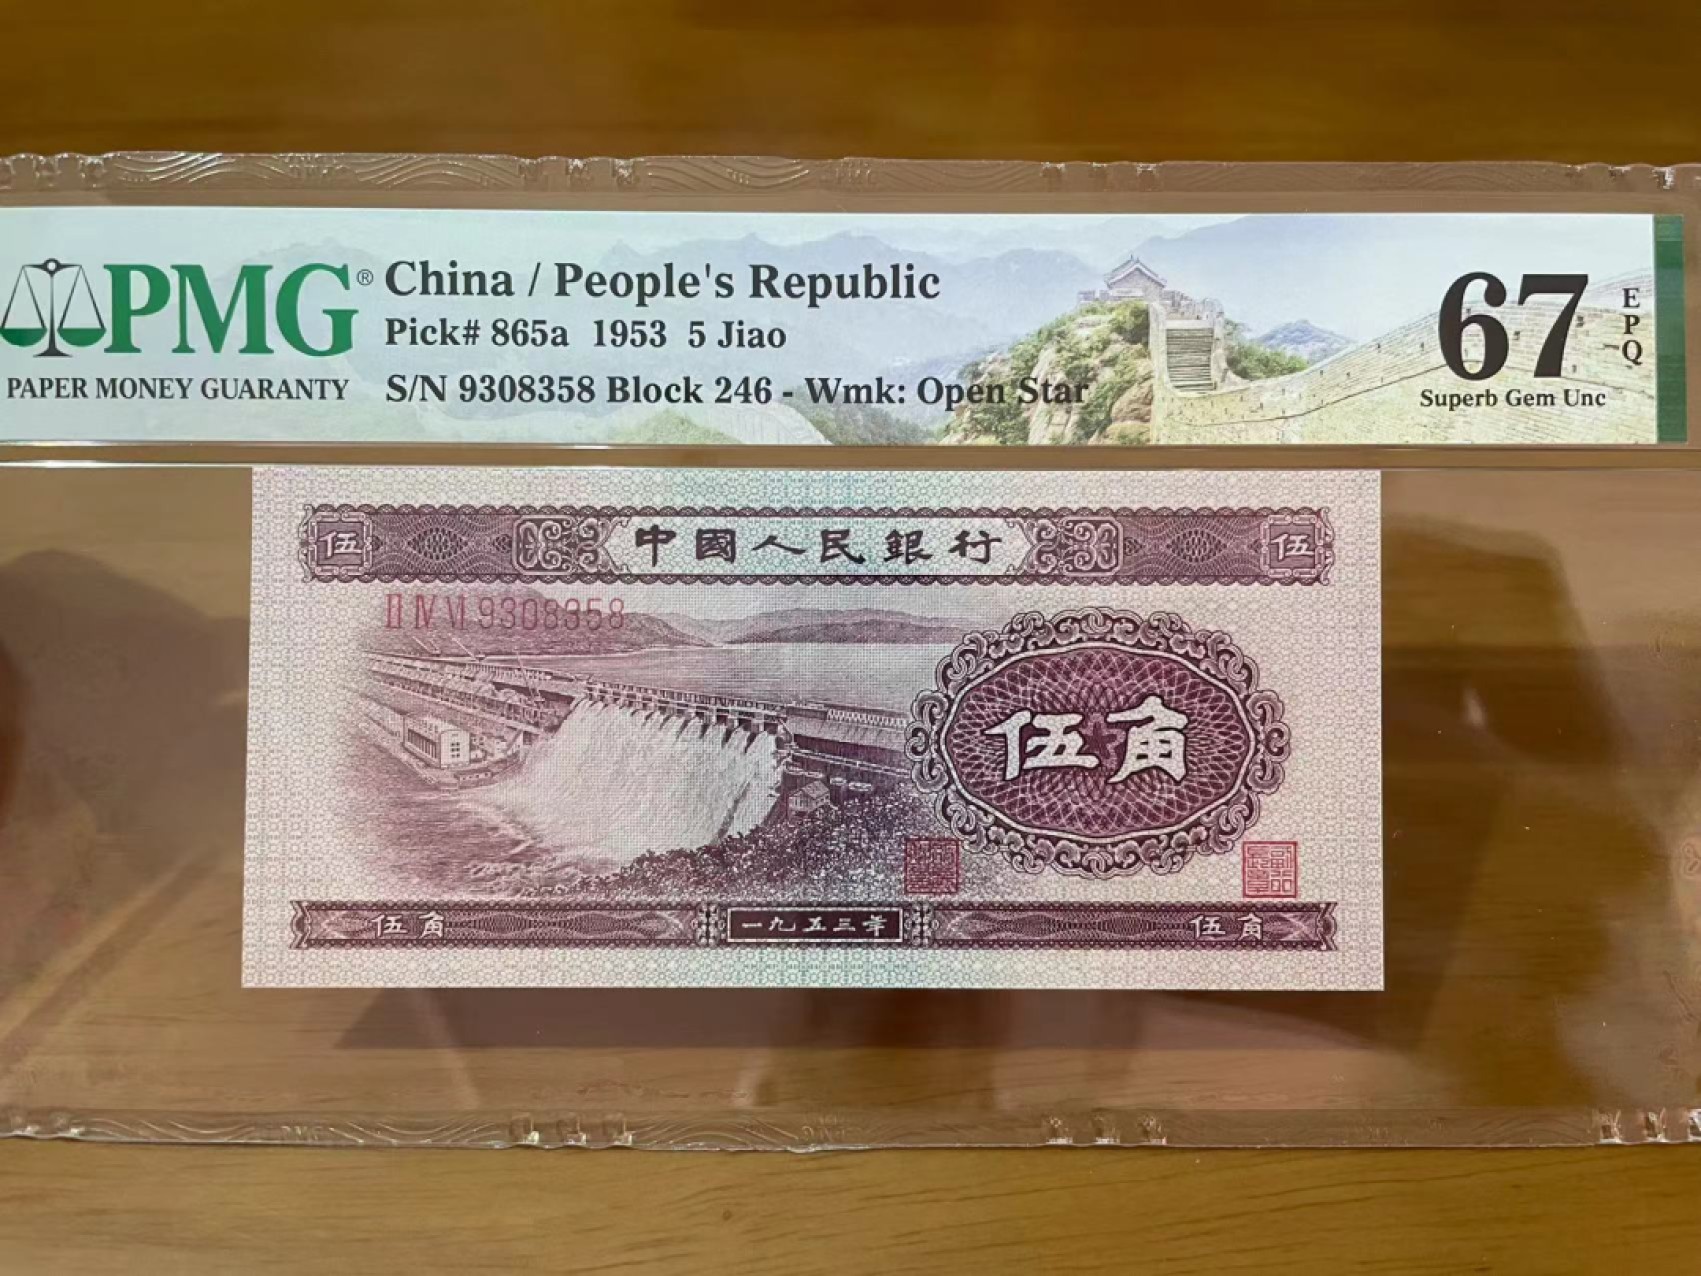 PMG®
PAPER MONEY GUARANTY
China / People's Republic
Pick# 865a 1953 5 Jiao
S/N 9308358 Block 246 - Wmk: Open Star
67
EPQ
Superb Gem Unc
伍 中國人民銀行 伍
II IV VI 9308358
伍角
伍角 一九五三年 伍角